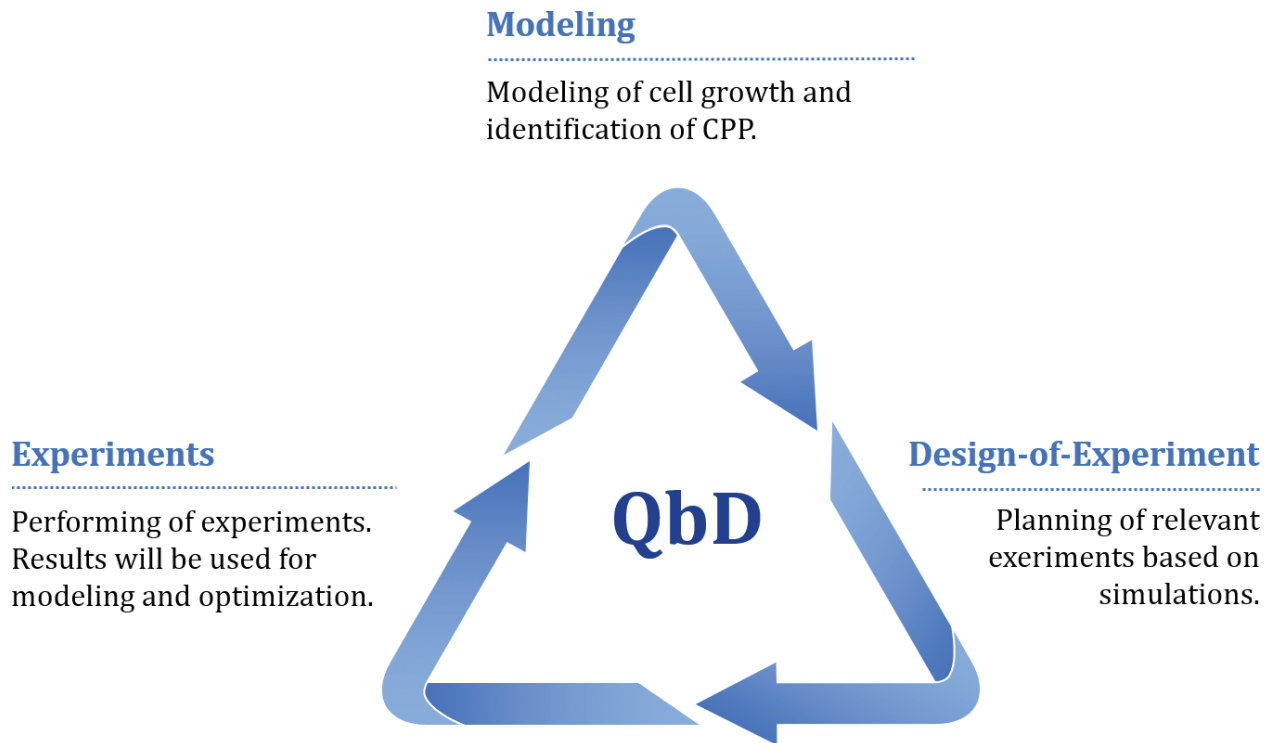 Modeling
Modeling of cell growth and
identification of CPP.
Experiments
Performing of experiments.
Results will be used for
modeling and optimization.
QbD
Design-of-Experiment
Planning of relevant
exeriments based on
simulations.